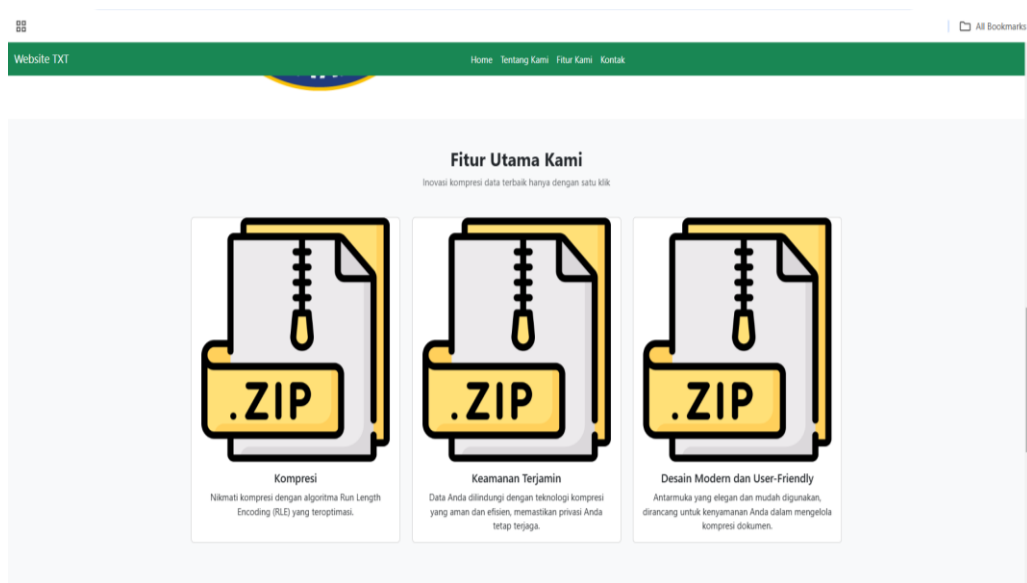 All Bookmarks
Website TXT
Home Tentang Kami Fitur Kami Kontak
Fitur Utama Kami
Inovasi kompresi data terbaik hanya dengan satu klik
.ZIP
.ZIP
.ZIP
Kompresi
Nikmati kompresi dengan algoritma Run Length
Encoding (RLE) yang teroptimasi.
Keamanan Terjamin
Data Anda dilindungi dengan teknologi kompresi
yang aman dan efisien, memastikan privasi Anda
tetap terjaga.
Desain Modern dan User-Friendly
Antarmuka yang elegan dan mudah digunakan,
dirancang untuk kenyamanan Anda dalam mengelola
kompresi dokumen.